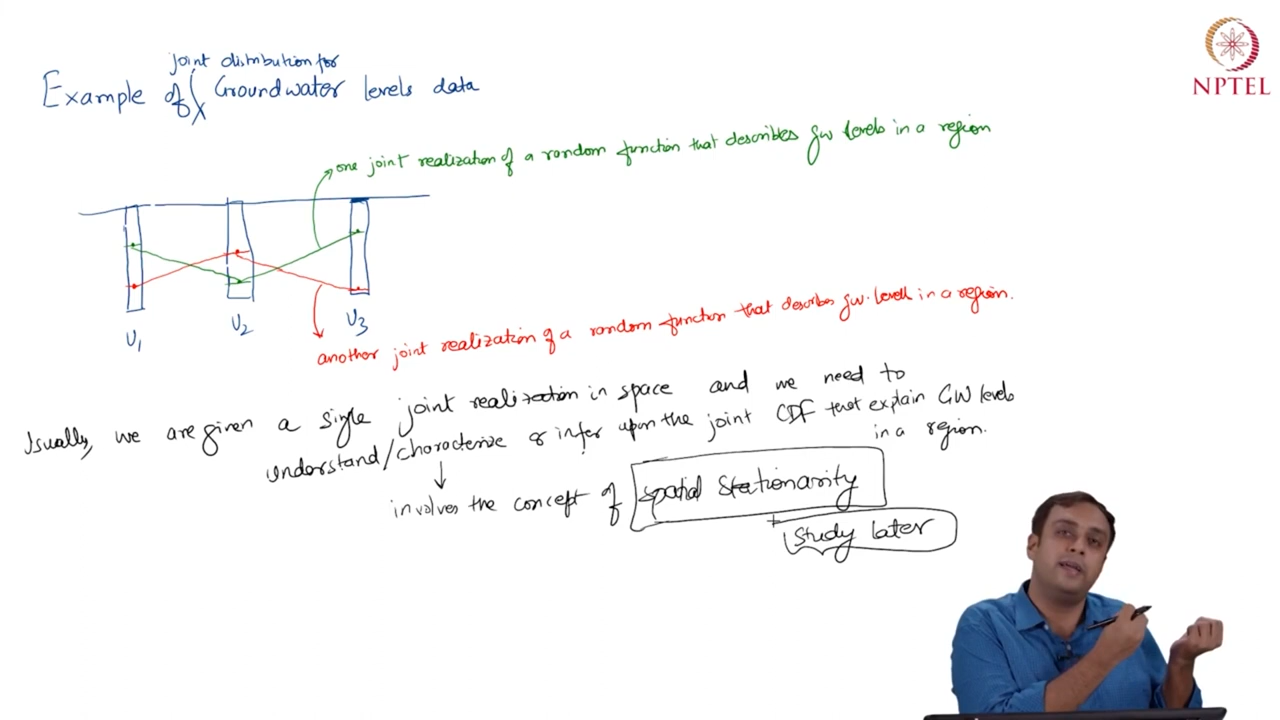 joint distribution for
Example of Groundwater levels data
NPTEL
one joint realization of a random function that describes gw levels in a region
U1 U2 U3
another joint realization of a random function that describes gw. levels in a region.
Usually, we are given a single joint realization in space and we need to
understand/characterize or infer upon the joint CDF that explain GW levels
in a region.
involves the concept of spatial stationarity
study later